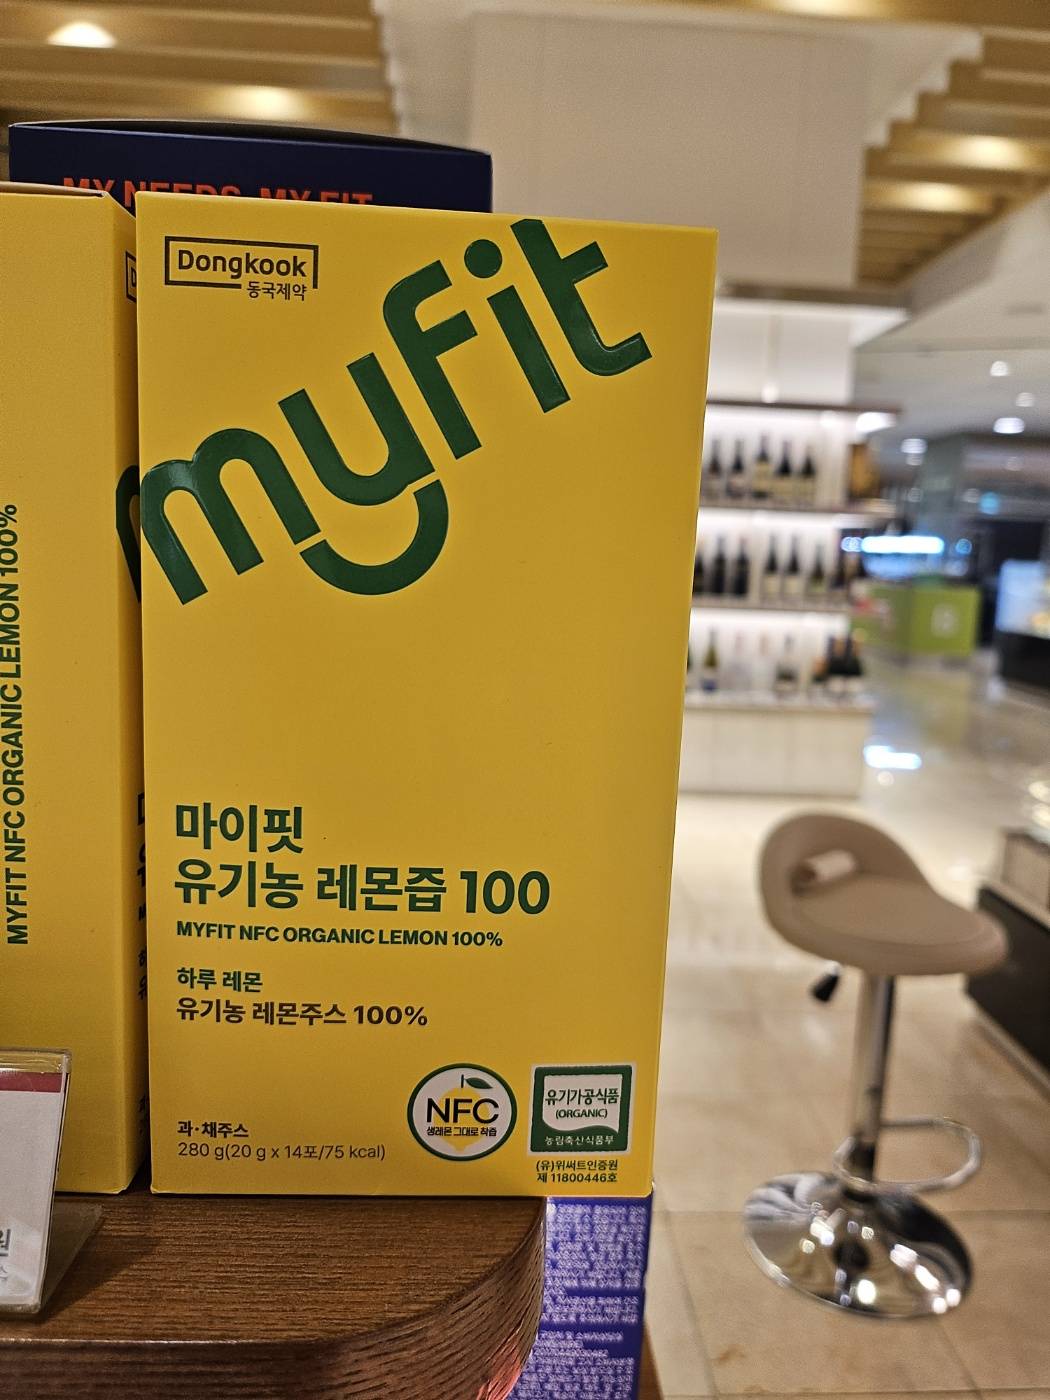 MY NEEDS, MY FIT
Dongkook
동국제약
myfit
마이핏
유기농 레몬즙 100
MYFIT NFC ORGANIC LEMON 100%
하루 레몬
유기농 레몬주스 100%
과·채주스
280 g(20 g x 14포/75 kcal)
NFC
생레몬 그대로 착즙
유기가공식품
(ORGANIC)
농림축산식품부
(유)위써트인증원
제 11800446호
MYFIT NFC ORGANIC LEMON 100%